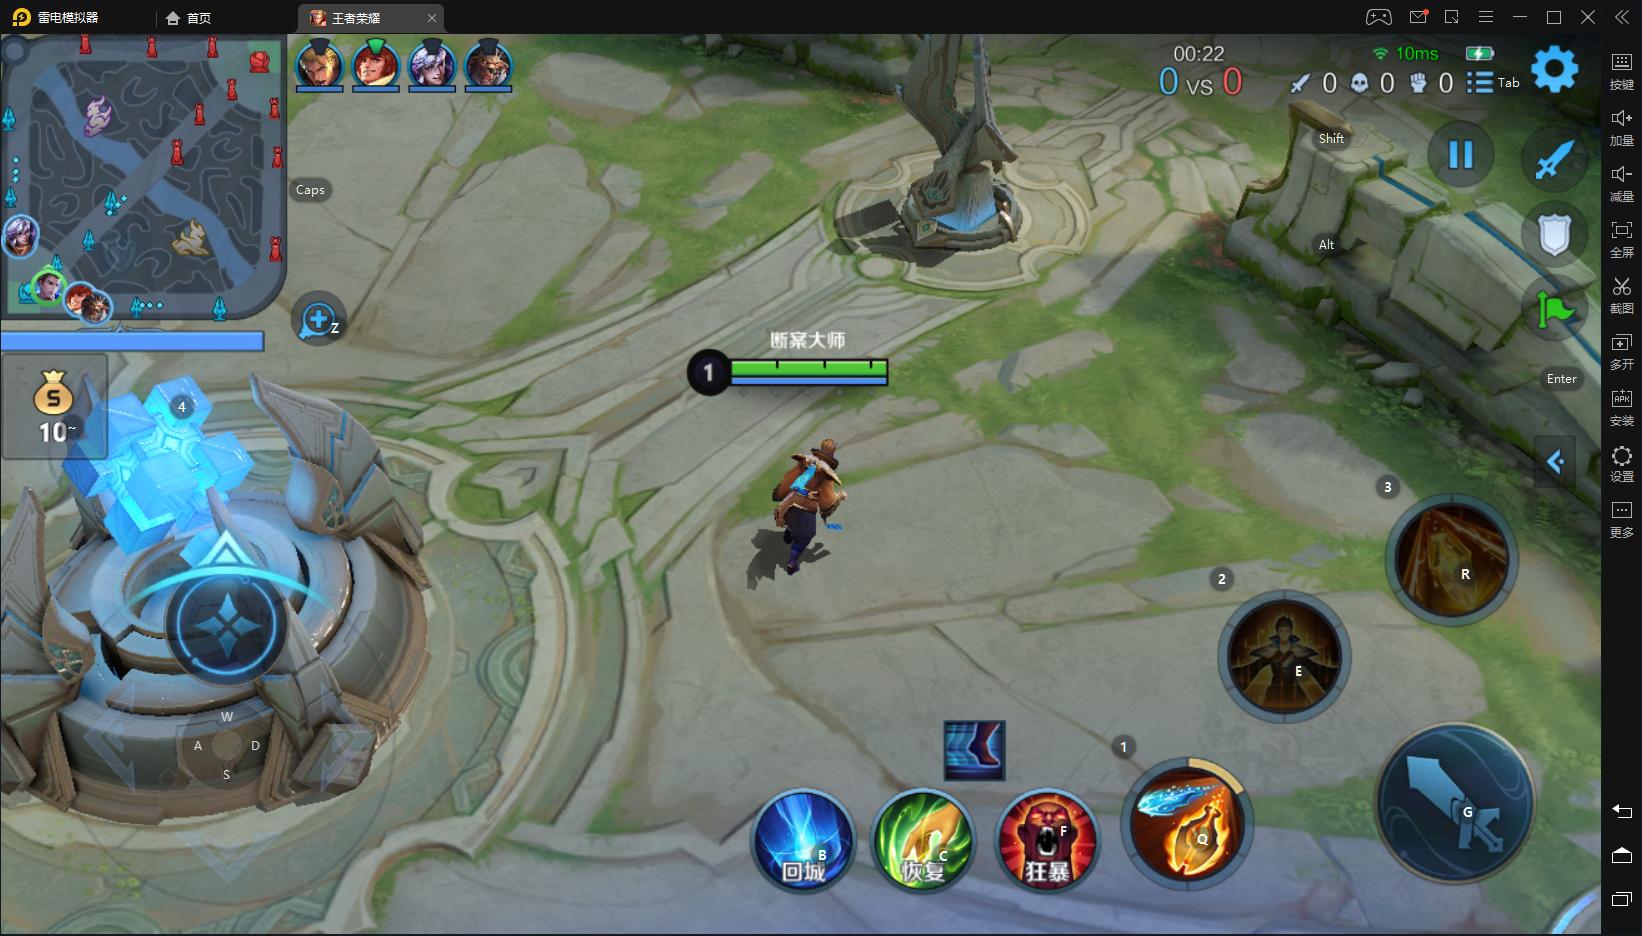 雷电模拟器
首页
王者荣耀
00:22
10ms
0 VS 0
0
0
0
Tab
按键
加量
减量
全屏
截图
多开
安装
设置
更多
Shift
Caps
Alt
Z
Enter
断案大师
1
S
10
~
4
3
R
2
E
W
A
D
S
1
G
Q
B
回城
C
恢复
F
狂暴
APK